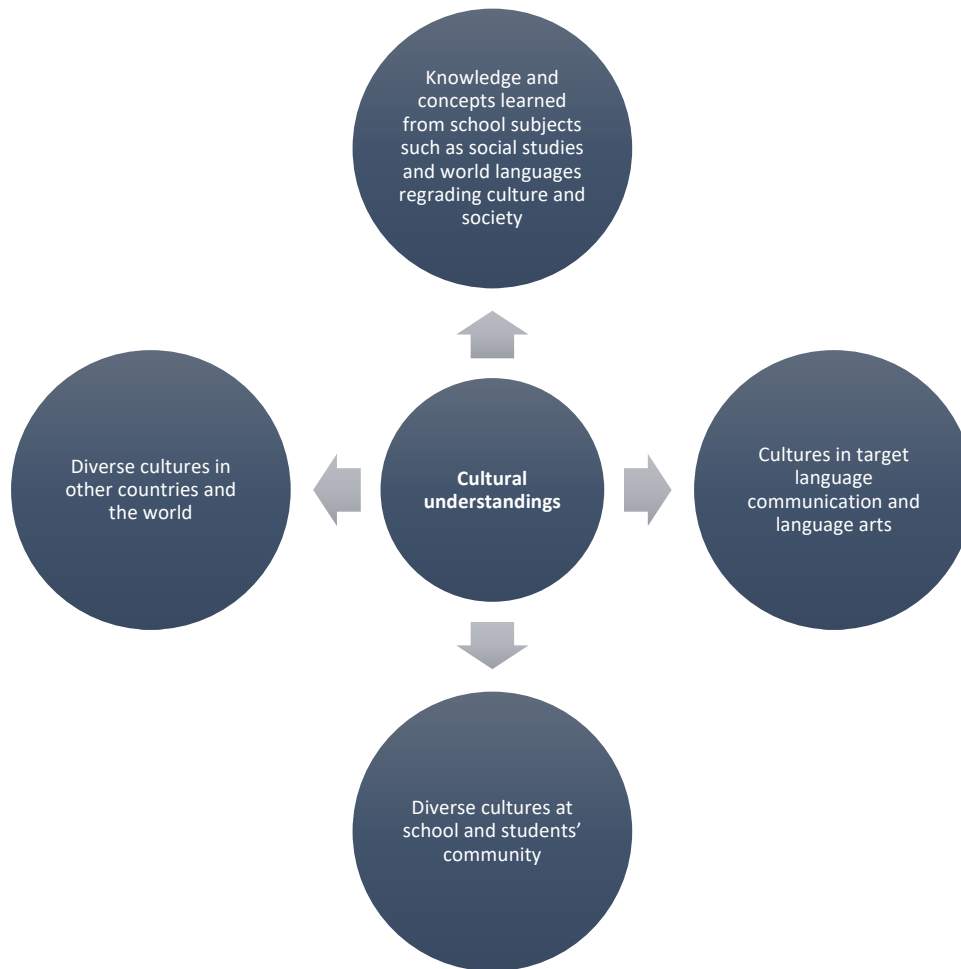 Knowledge and
concepts learned
from school subjects
such as social studies
and world languages
regrading culture and
society
Diverse cultures in
other countries and
the world
Cultural
understandings
Cultures in target
language
communication and
language arts
Diverse cultures at
school and students’
community